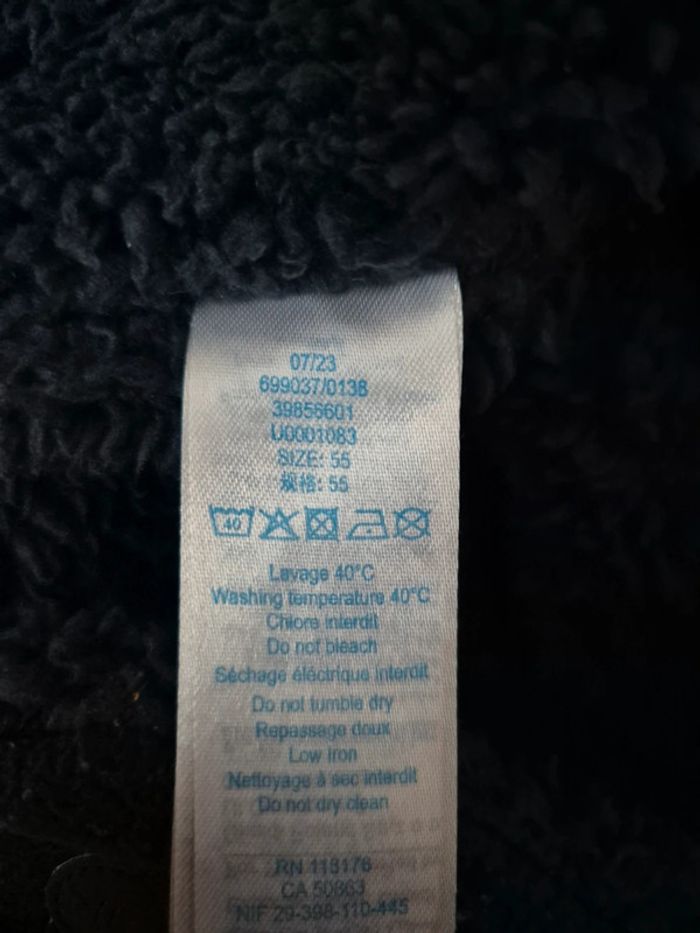 07/23
699037/0138
39856601
U0001083
SIZE: 55
规格: 55
40
Lavage 40°C
Washing temperature 40°C
Chlore interdit
Do not bleach
Séchage éléctrique interdit
Do not tumble dry
Repassage doux
Low iron
Nettoyage à sec interdit
Do not dry clean
RN 113176
CA 50863
NIF 29-398-110-445